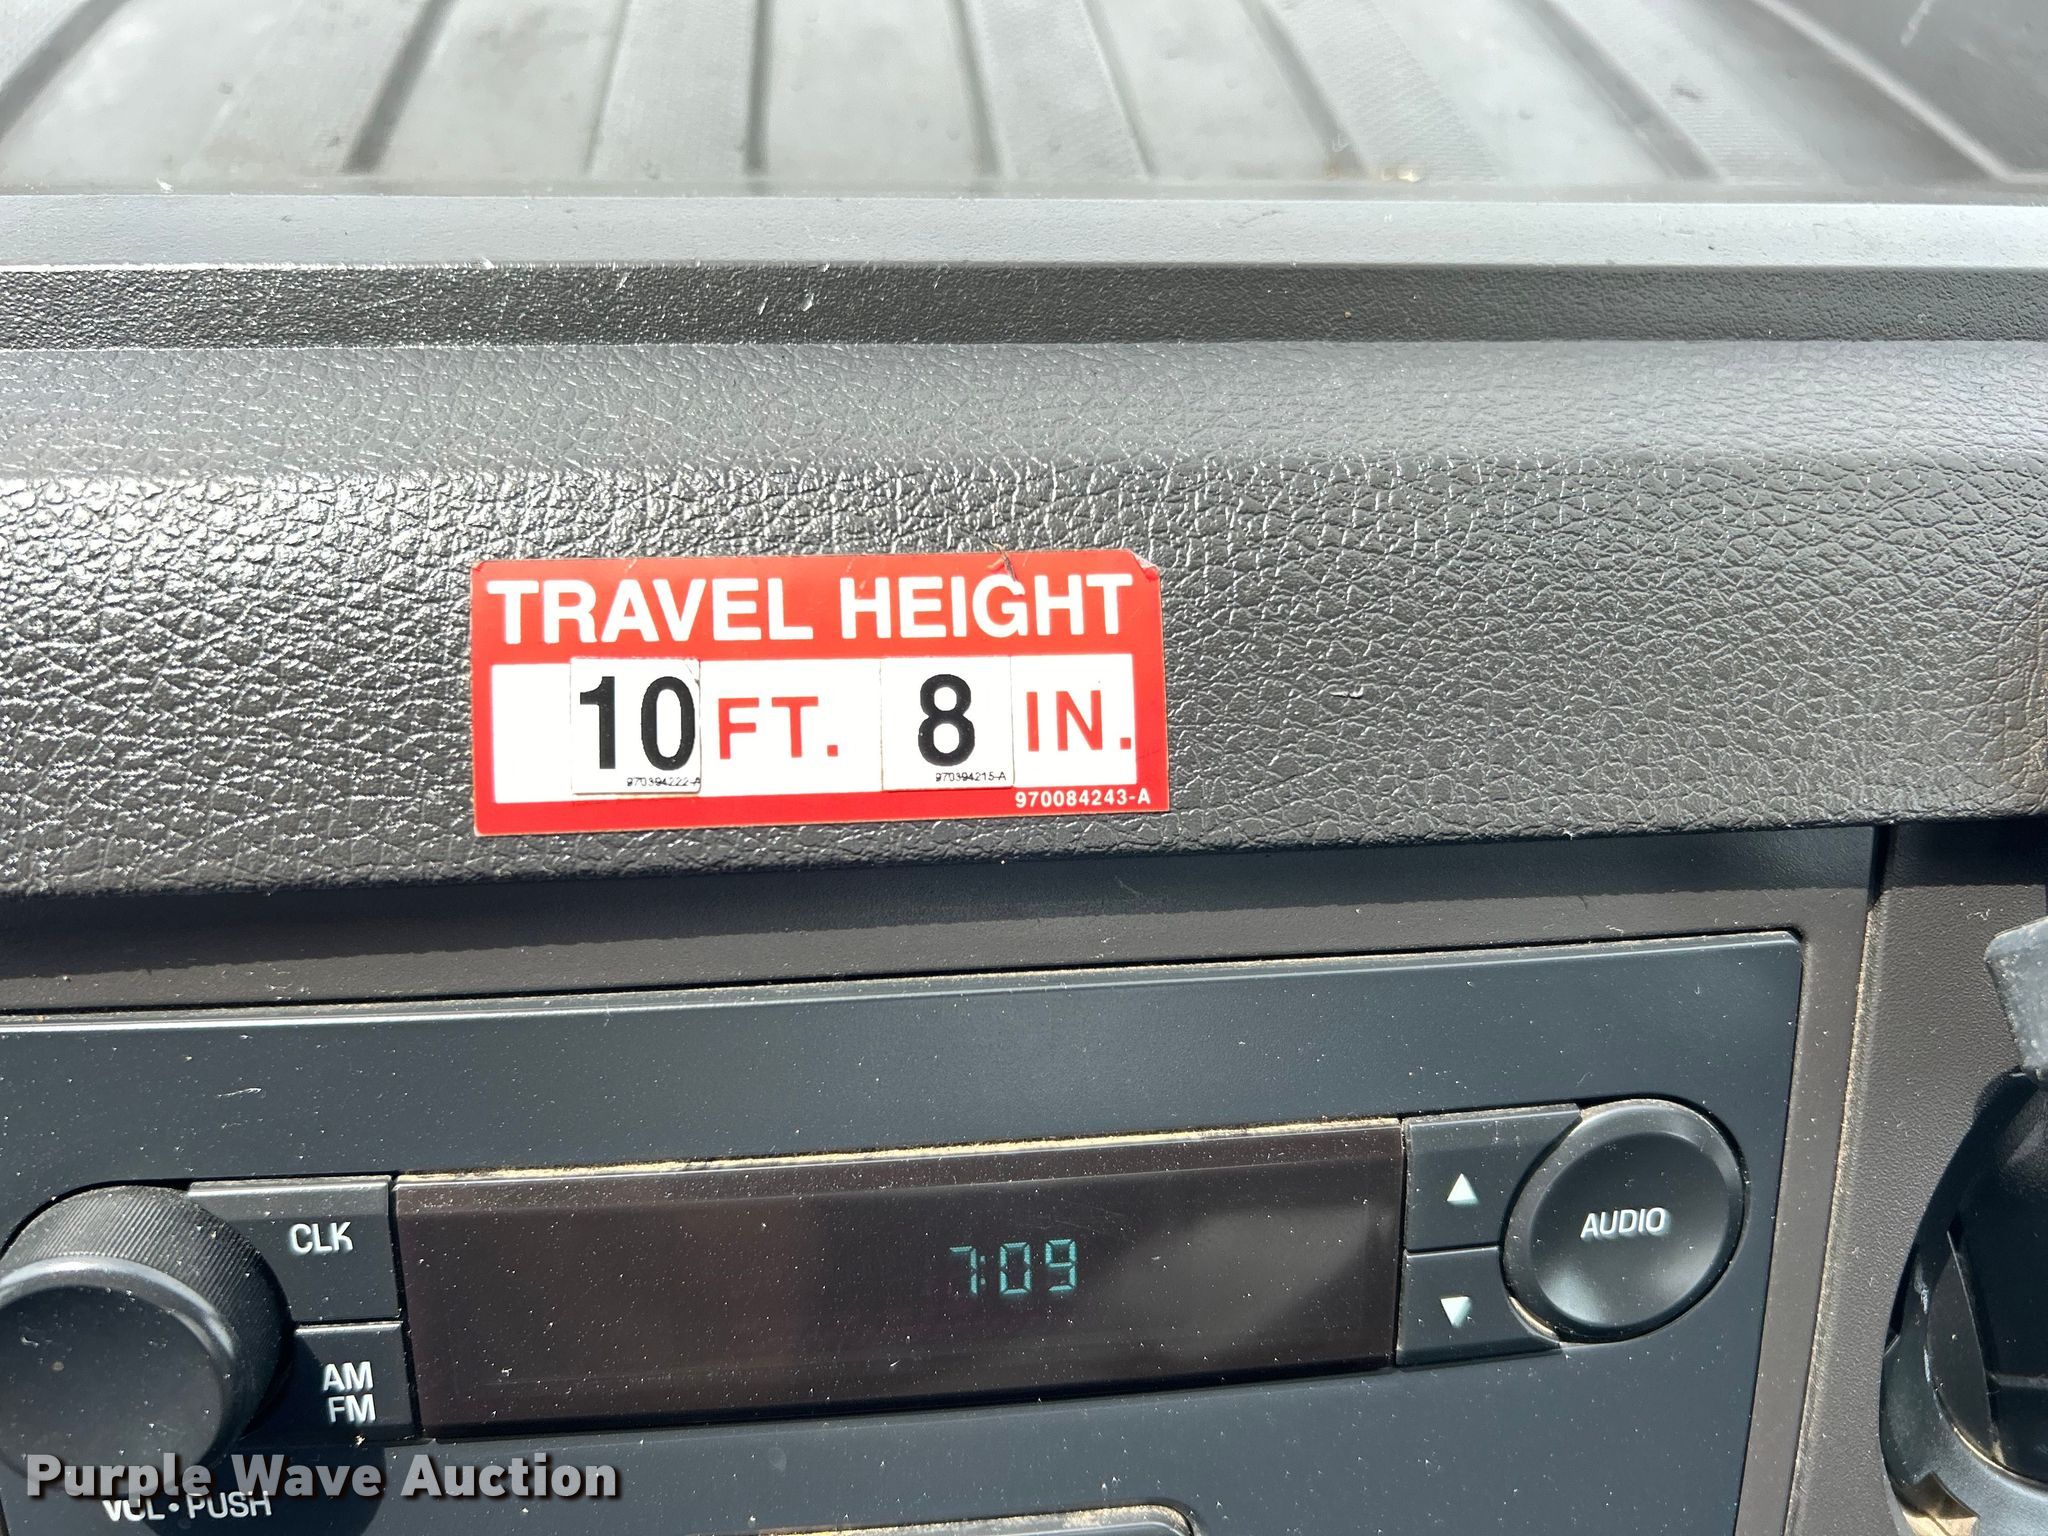 TRAVEL HEIGHT
10 FT. 8 IN.
970394222-A 970394215-A
970084243-A
CLK
7:09
AUDIO
AM
FM
Purple Wave Auction
VOL • PUSH